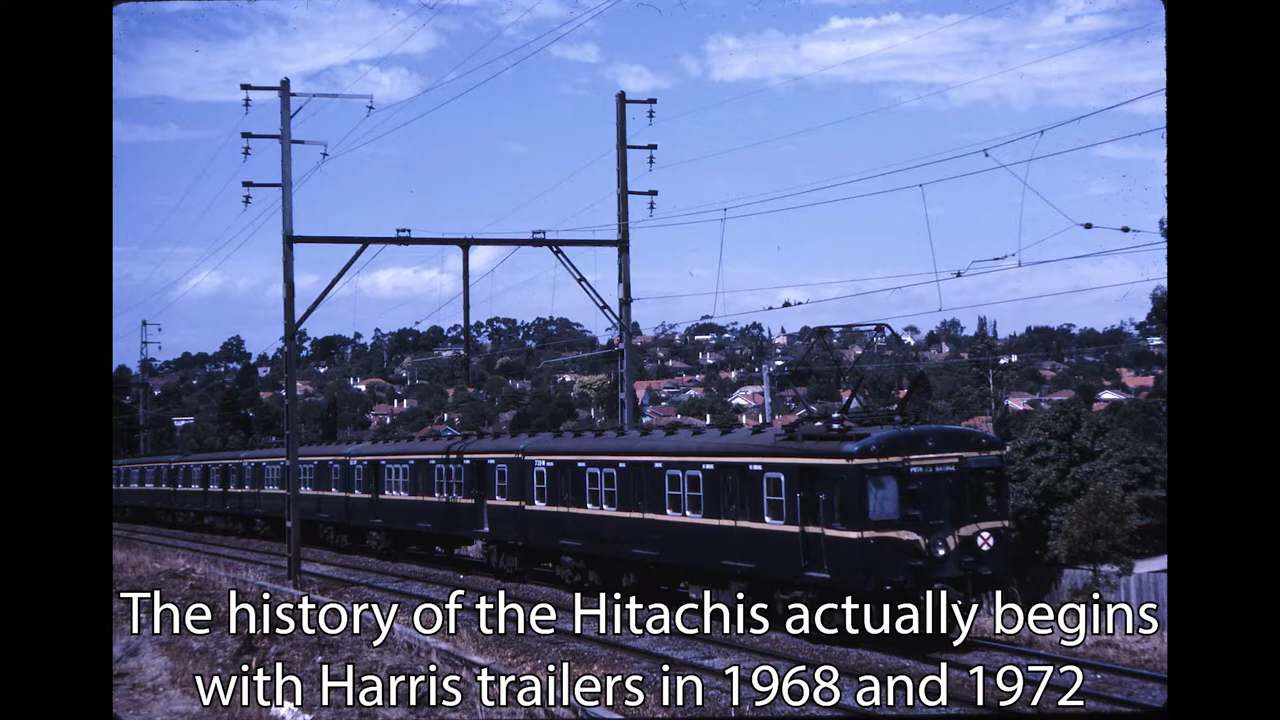 The history of the Hitachis actually begins
with Harris trailers in 1968 and 1972